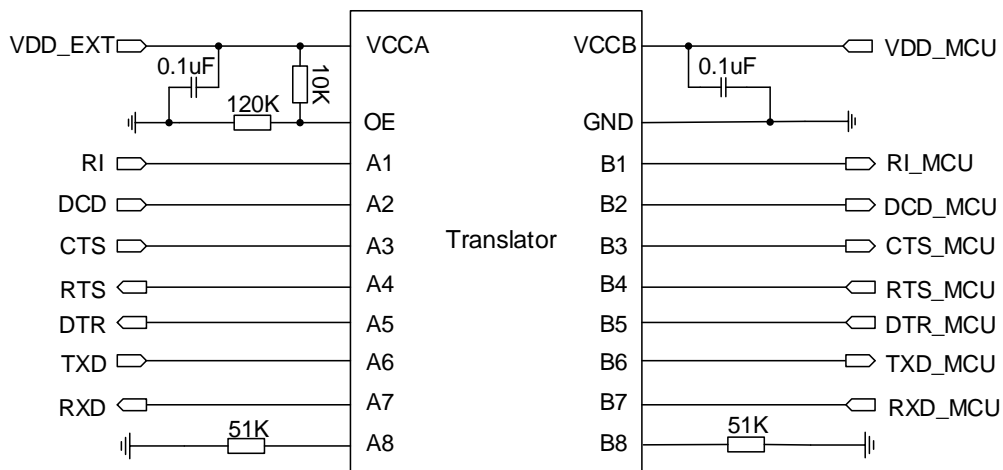 VDD_EXT VCCA VCCB VDD_MCU
0.1uF 10K 0.1uF
120K OE GND
RI A1 B1 RI_MCU
DCD A2 B2 DCD_MCU
CTS A3 Translator B3 CTS_MCU
RTS A4 B4 RTS_MCU
DTR A5 B5 DTR_MCU
TXD A6 B6 TXD_MCU
RXD A7 B7 RXD_MCU
51K A8 B8 51K